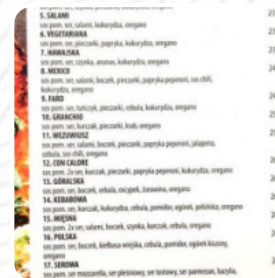 5. SALAMI
sos pom. ser, salami, kukurydza, oregano
6. VEGETARIANA
sos pom. ser, pieczarki, papryka, kukurydza, oregano
7. HAWAJSKA
sos pom. ser, szynka, ananas, kukurydza, oregano
8. MEXICO
sos pom. ser, salami, boczek, pieczarki, papryka peperoni, sos chili,
kukurydza, oregano
9. FARO
sos pom. ser, tuńczyk, pieczarki, cebula, kukurydza, oregano
10. GRANCHIO
sos pom. ser, kurczak, pieczarki, krab, oregano
11. WEZUWIUSZ
sos pom. ser, salami, boczek, pieczarki, papryka peperoni, jalapeno,
cebula, sos chili, oregano
12. CON CALORE
sos pom. 2x ser, kurczak, pieczarki, papryka peperoni, kukurydza, oregano
13. GÓRALSKA
sos pom. ser, boczek, cebula, oscypek, żurawina, oregano
14. KEBABOWA
sos pom. ser, kurczak, kukurydza, cebula, pomidor, ogórek, pekińska, oregano
15. MIĘSNA
sos pom. 2x ser, salami, boczek, szynka, kurczak, cebula, oregano
16. POLSKA
sos pom. ser, boczek, kiełbasa wiejska, cebula, pomidor, ogórek kiszony,
oregano
17. SEROWA
sos pom. ser mozzarella, ser pleśniowy, ser tostowy, ser parmezan, bazylia,